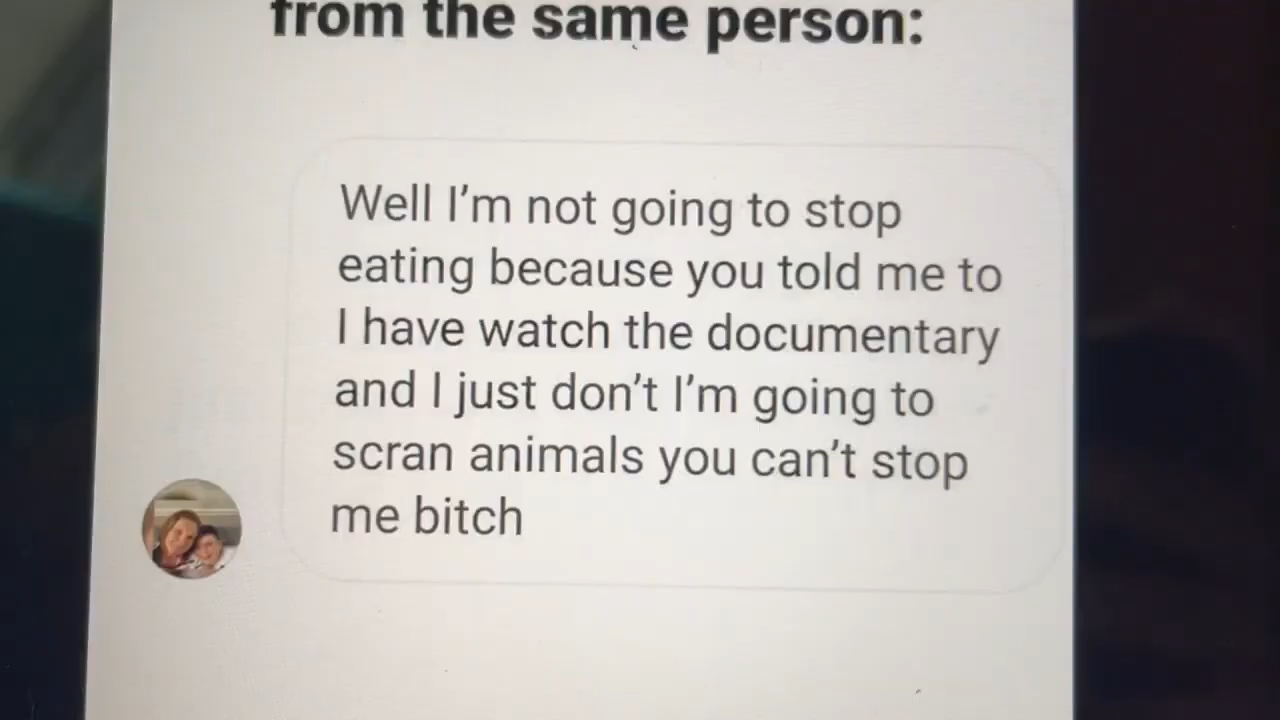 from the same person:
Well I'm not going to stop
eating because you told me to
I have watch the documentary
and I just don't I'm going to
scran animals you can't stop
me bitch